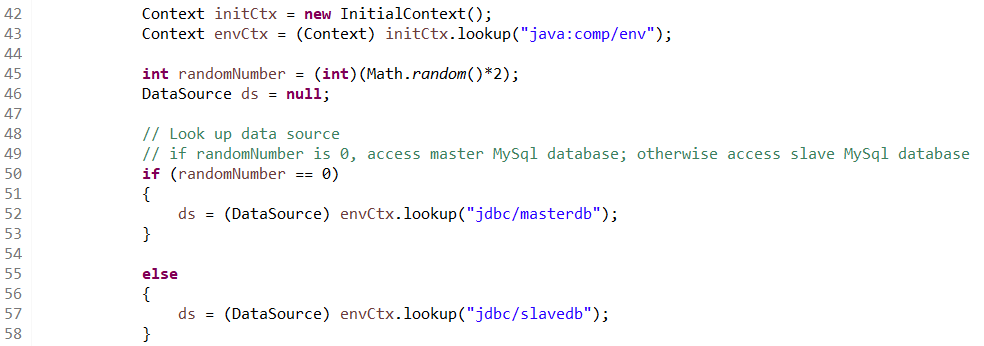 42 Context initCtx = new InitialContext();
43 Context envCtx = (Context) initCtx.lookup("java:comp/env");
44
45 int randomNumber = (int)(Math.random()*2);
46 DataSource ds = null;
47
48 // Look up data source
49 // if randomNumber is 0, access master MySql database; otherwise access slave MySql database
50 if (randomNumber == 0)
51 {
52 ds = (DataSource) envCtx.lookup("jdbc/masterdb");
53 }
54
55 else
56 {
57 ds = (DataSource) envCtx.lookup("jdbc/slavedb");
58 }